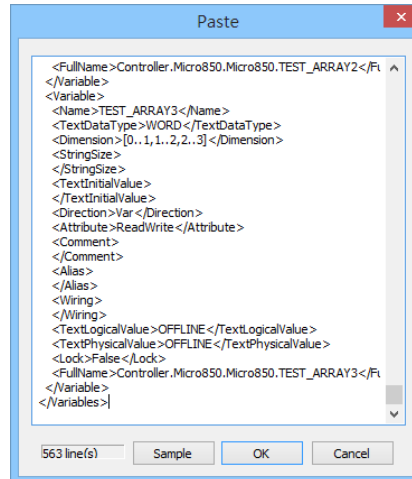 Paste
<FullName>Controller.Micro850.Micro850.TEST_ARRAY2</Fu
</Variable>
<Variable>
<Name>TEST_ARRAY3</Name>
<TextDataType>WORD</TextDataType>
<Dimension>[0..1,1..2,2..3]</Dimension>
<StringSize>
</StringSize>
<TextInitialValue>
</TextInitialValue>
<Direction>Var</Direction>
<Attribute>ReadWrite</Attribute>
<Comment>
</Comment>
<Alias>
</Alias>
<Wiring>
</Wiring>
<TextLogicalValue>OFFLINE</TextLogicalValue>
<TextPhysicalValue>OFFLINE</TextPhysicalValue>
<Lock>False</Lock>
<FullName>Controller.Micro850.Micro850.TEST_ARRAY3</Fu
</Variable>
</Variables>
563 line(s) Sample OK Cancel